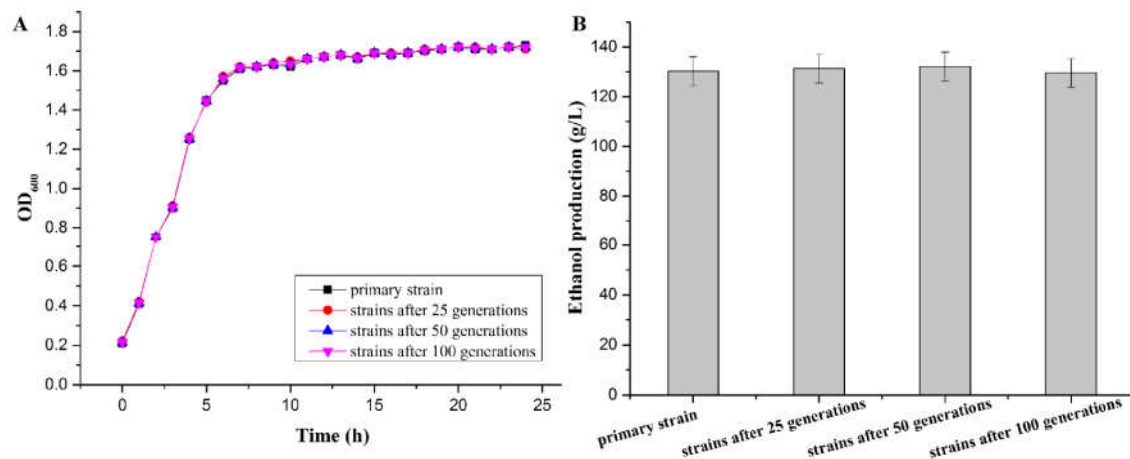 A
1.8
1.6
1.4
1.2
1.0
0.8
0.6
0.4
0.2
0.0
OD600
0 5 10 15 20 25
Time (h)
primary strain
strains after 25 generations
strains after 50 generations
strains after 100 generations
B
140
120
100
80
60
40
20
0
Ethanol production (g/L)
primary strain
strains after 25 generations
strains after 50 generations
strains after 100 generations